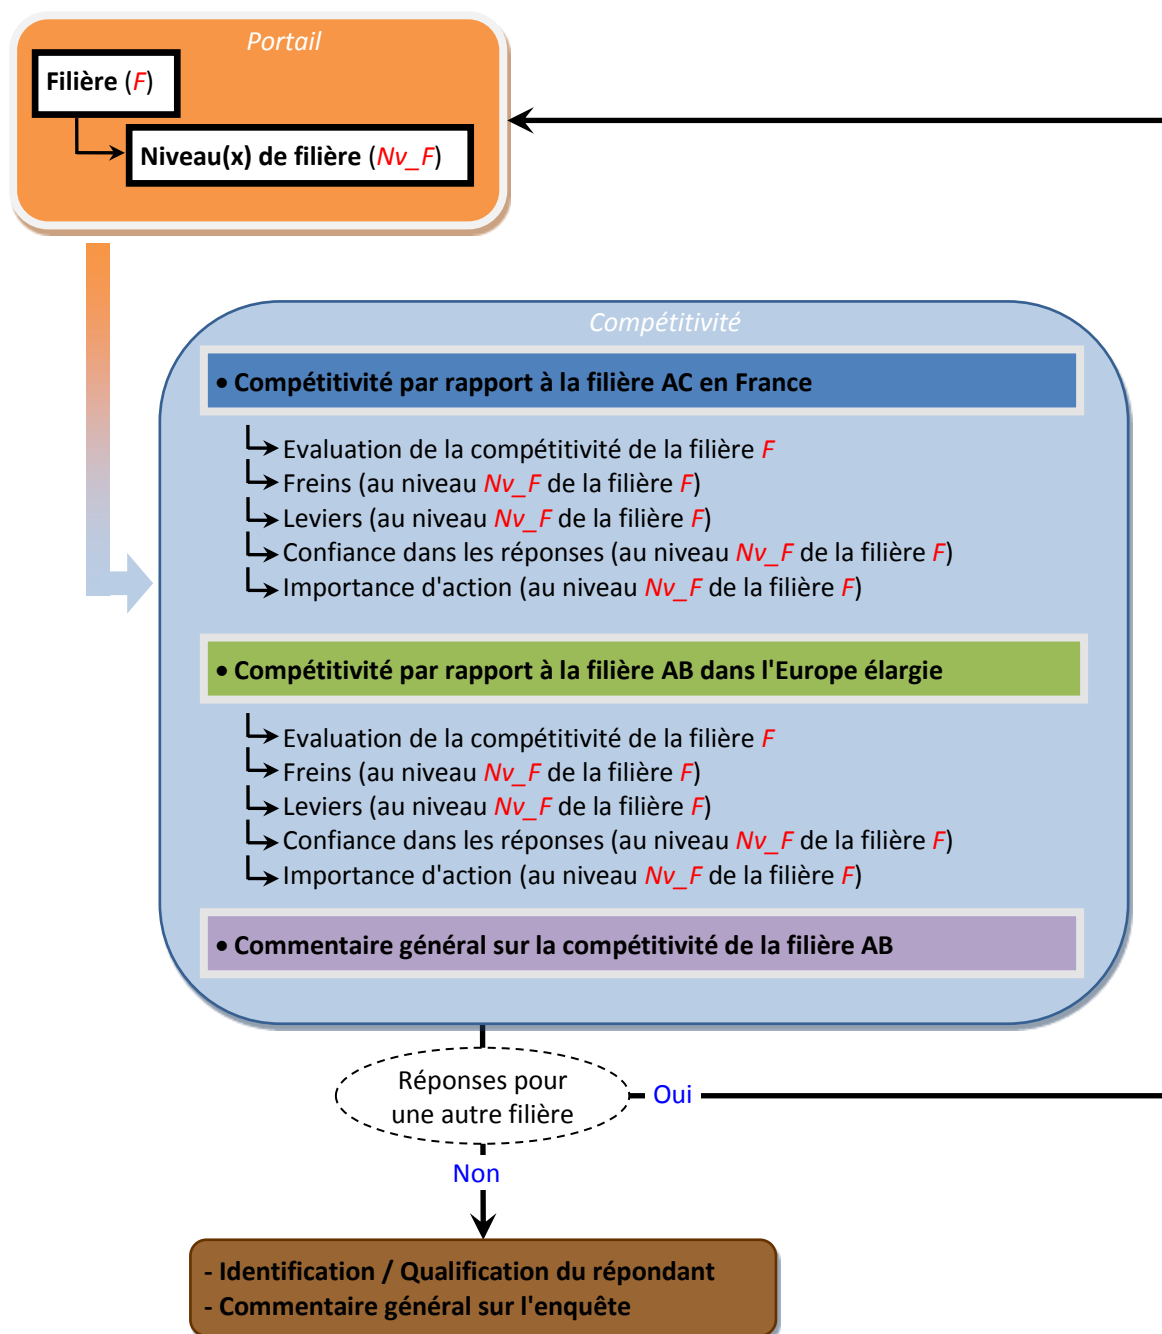 Portail
Filière (F)
Niveau(x) de filière (Nv_F)
Compétitivité
• Compétitivité par rapport à la filière AC en France
Evaluation de la compétitivité de la filière F
Freins (au niveau Nv_F de la filière F)
Leviers (au niveau Nv_F de la filière F)
Confiance dans les réponses (au niveau Nv_F de la filière F)
Importance d'action (au niveau Nv_F de la filière F)
• Compétitivité par rapport à la filière AB dans l'Europe élargie
Evaluation de la compétitivité de la filière F
Freins (au niveau Nv_F de la filière F)
Leviers (au niveau Nv_F de la filière F)
Confiance dans les réponses (au niveau Nv_F de la filière F)
Importance d'action (au niveau Nv_F de la filière F)
• Commentaire général sur la compétitivité de la filière AB
Réponses pour
une autre filière
Oui
Non
- Identification / Qualification du répondant
- Commentaire général sur l'enquête